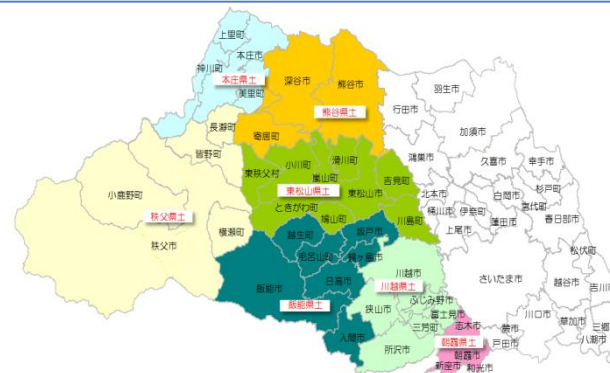 上里町
本庄市
神川町
本庄県土
美里町
深谷市
熊谷市
熊谷県土
寄居町
長瀞町
皆野町
小鹿野町
秩父県土
秩父市
横瀬町
東秩父村
小川町
滑川町
嵐山町
吉見町
東松山県土
東松山市
ときがわ町
鳩山町
川島町
越生町
坂戸市
毛呂山町
鶴ヶ島市
日高市
飯能市
飯能県土
入間市
川越市
川越県土
ふじみ野市
狭山市
富士見市
三芳町
所沢市
志木市
朝霞県土
朝霞市
新座市
和光市
羽生市
行田市
加須市
鴻巣市
久喜市
幸手市
北本市
白岡市
杉戸町
桶川市
伊奈町
宮代町
蓮田市
上尾市
春日部市
松伏町
さいたま市
越谷市
吉川市
川口市
草加市
三郷市
蕨市
戸田市
八潮市